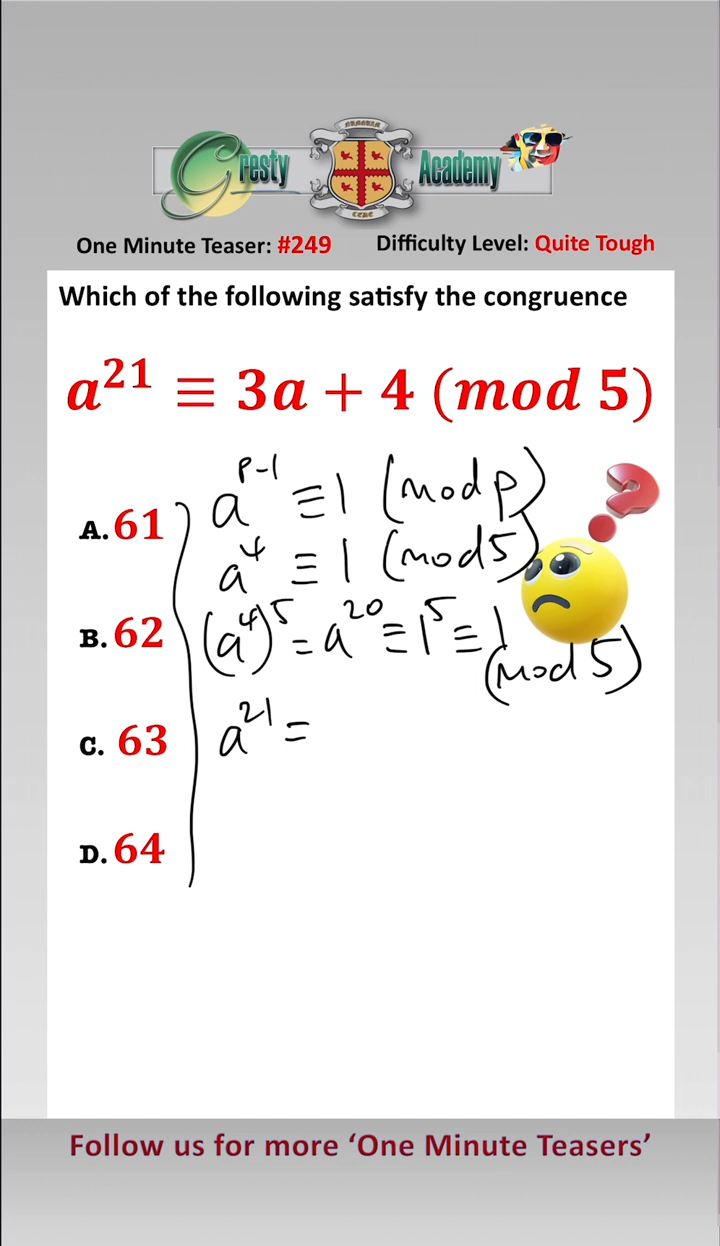 NUMQUAM
CEDE
Gresty Academy
One Minute Teaser: #249 Difficulty Level: Quite Tough
Which of the following satisfy the congruence
a²¹ ≡ 3a + 4 (mod 5)
a^(p-1) ≡ 1 (mod p)
A. 61
a⁴ ≡ 1 (mod 5)
B. 62
(a⁴)⁵ = a²⁰ ≡ 1⁵ ≡ 1 (mod 5)
C. 63
a²¹ =
D. 64
Follow us for more ‘One Minute Teasers’